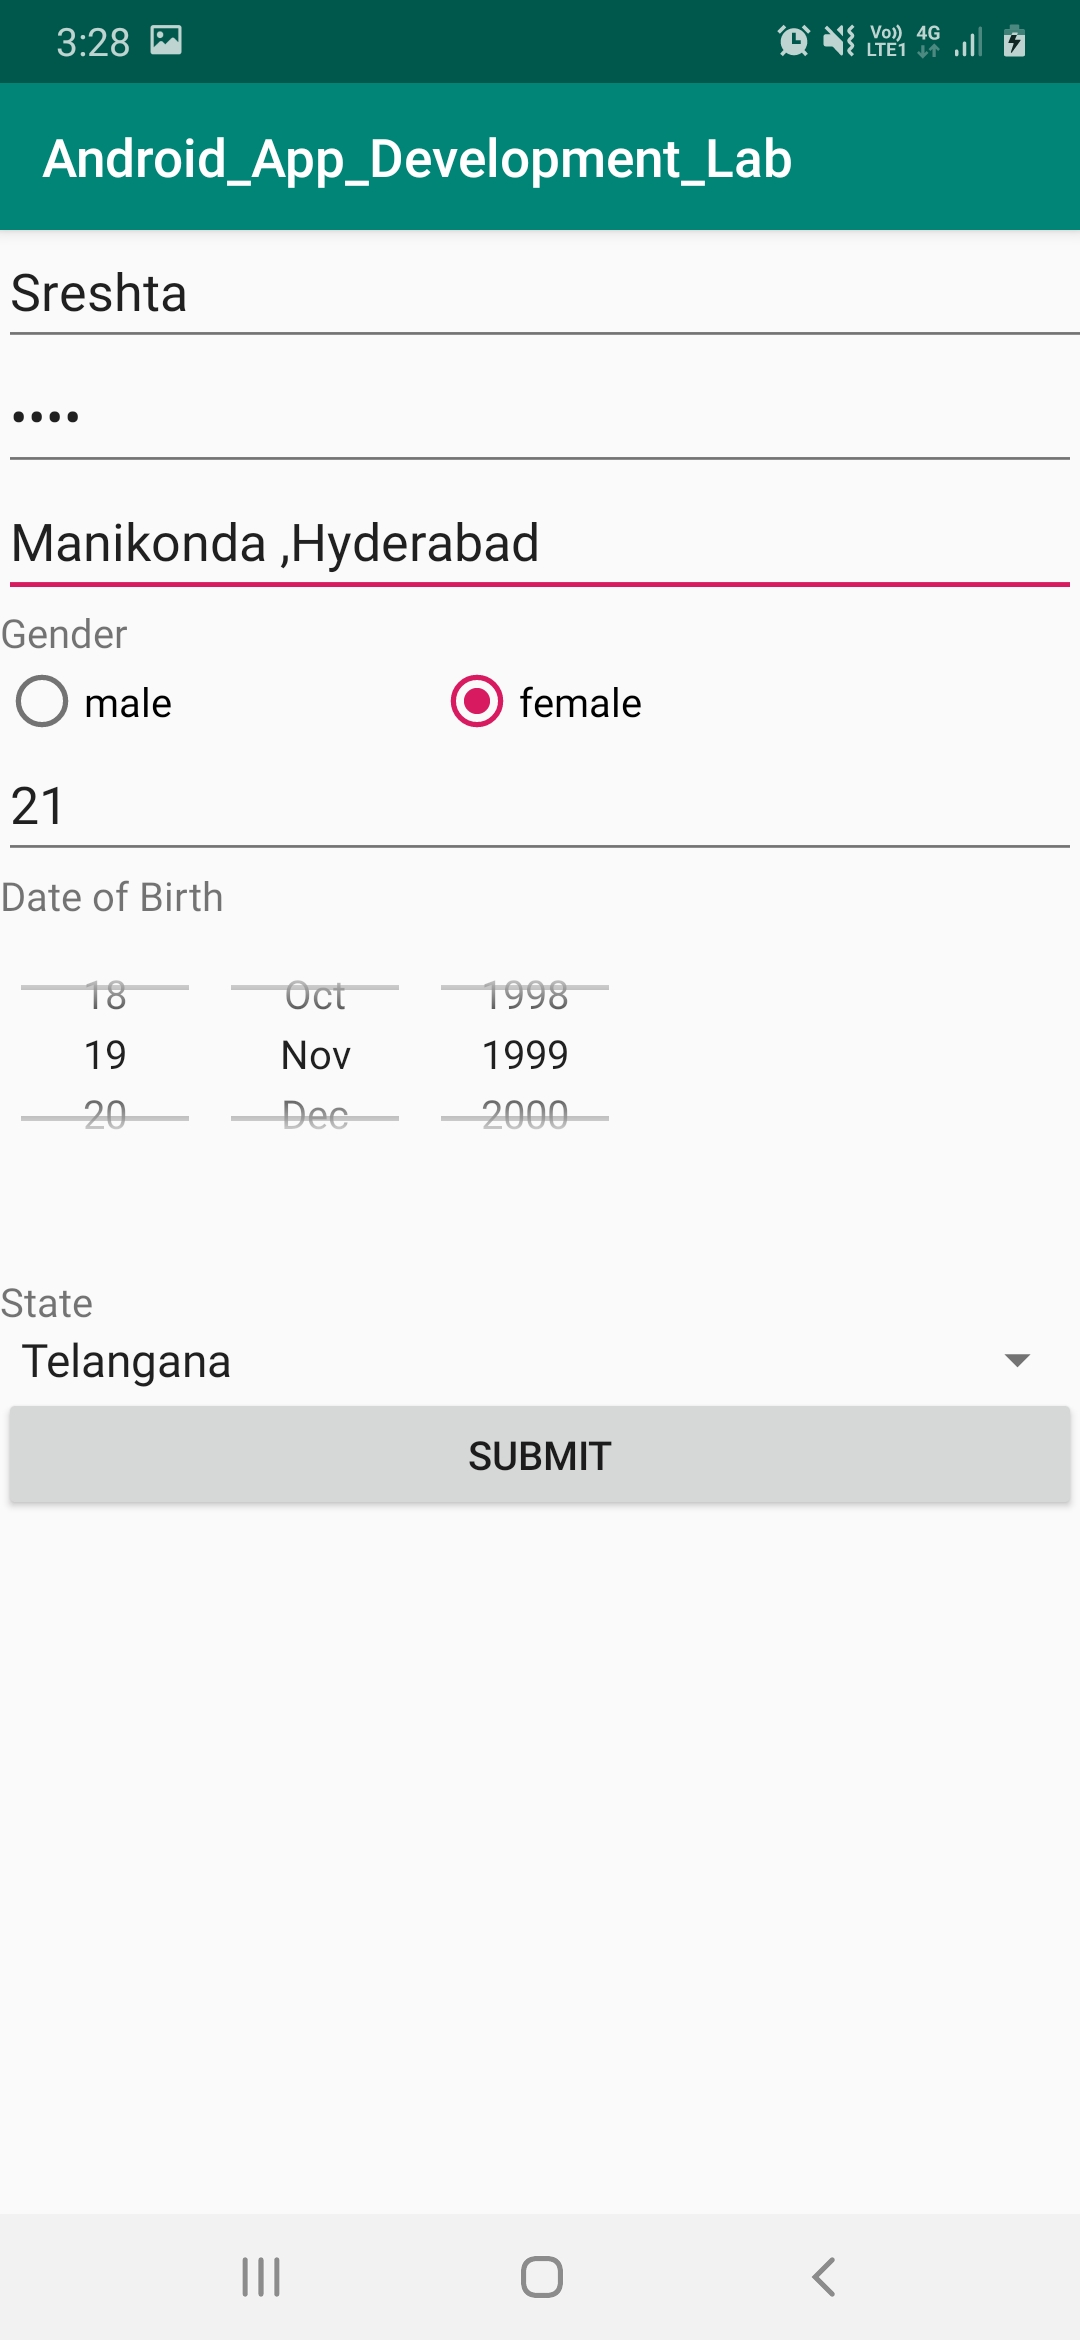 3:28 Vo)) LTE1 4G
Android_App_Development_Lab
Sreshta
••••
Manikonda ,Hyderabad
Gender
male female
21
Date of Birth
18 Oct 1998
19 Nov 1999
20 Dec 2000
State
Telangana
SUBMIT